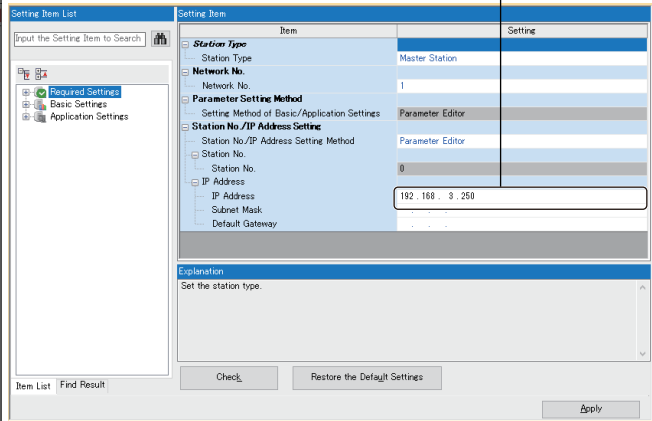 Setting Item List
Input the Setting Item to Search
Required Settings
Basic Settings
Application Settings
Item List Find Result
Setting Item
Item Setting
Station Type
Station Type Master Station
Network No.
Network No. 1
Parameter Setting Method
Setting Method of Basic/Application Settings Parameter Editor
Station No./IP Address Setting
Station No./IP Address Setting Method Parameter Editor
Station No.
Station No. 0
IP Address
IP Address 192 . 168 . 3 . 250
Subnet Mask . . .
Default Gateway . . .
Explanation
Set the station type.
Check Restore the Default Settings
Apply